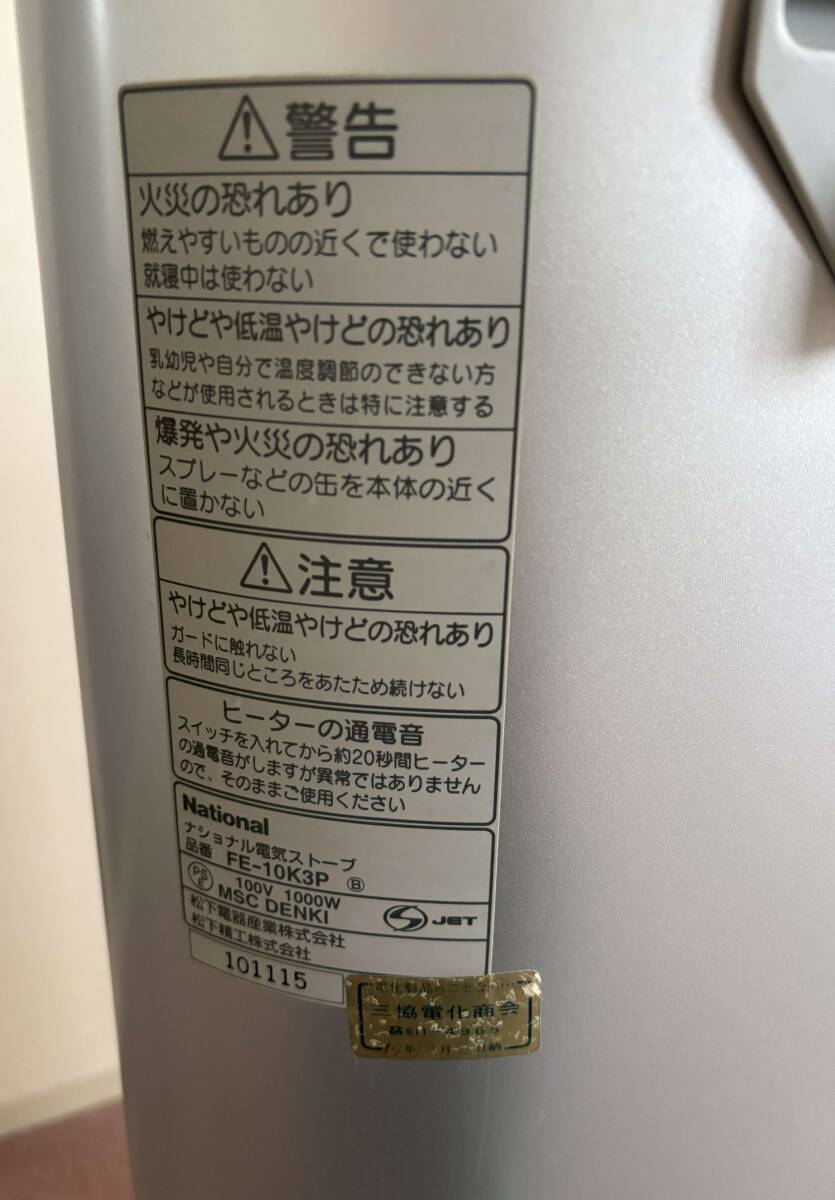 警告
火災の恐れあり
燃えやすいものの近くで使わない
就寝中は使わない
やけどや低温やけどの恐れあり
乳幼児や自分で温度調節のできない方
などが使用されるときは特に注意する
爆発や火災の恐れあり
スプレーなどの缶を本体の近く
に置かない
注意
やけどや低温やけどの恐れあり
ガードに触れない
長時間同じところをあたため続けない
ヒーターの通電音
スイッチを入れてから約20秒間ヒーター
の通電音がしますが異常ではありません
ので、そのままご使用ください
National
ナショナル電気ストーブ
品番 FE-10K3P Ⓑ
PSE 100V 1000W
MSC DENKI
JET
松下電器産業株式会社
松下精工株式会社
101115
三協電化商会